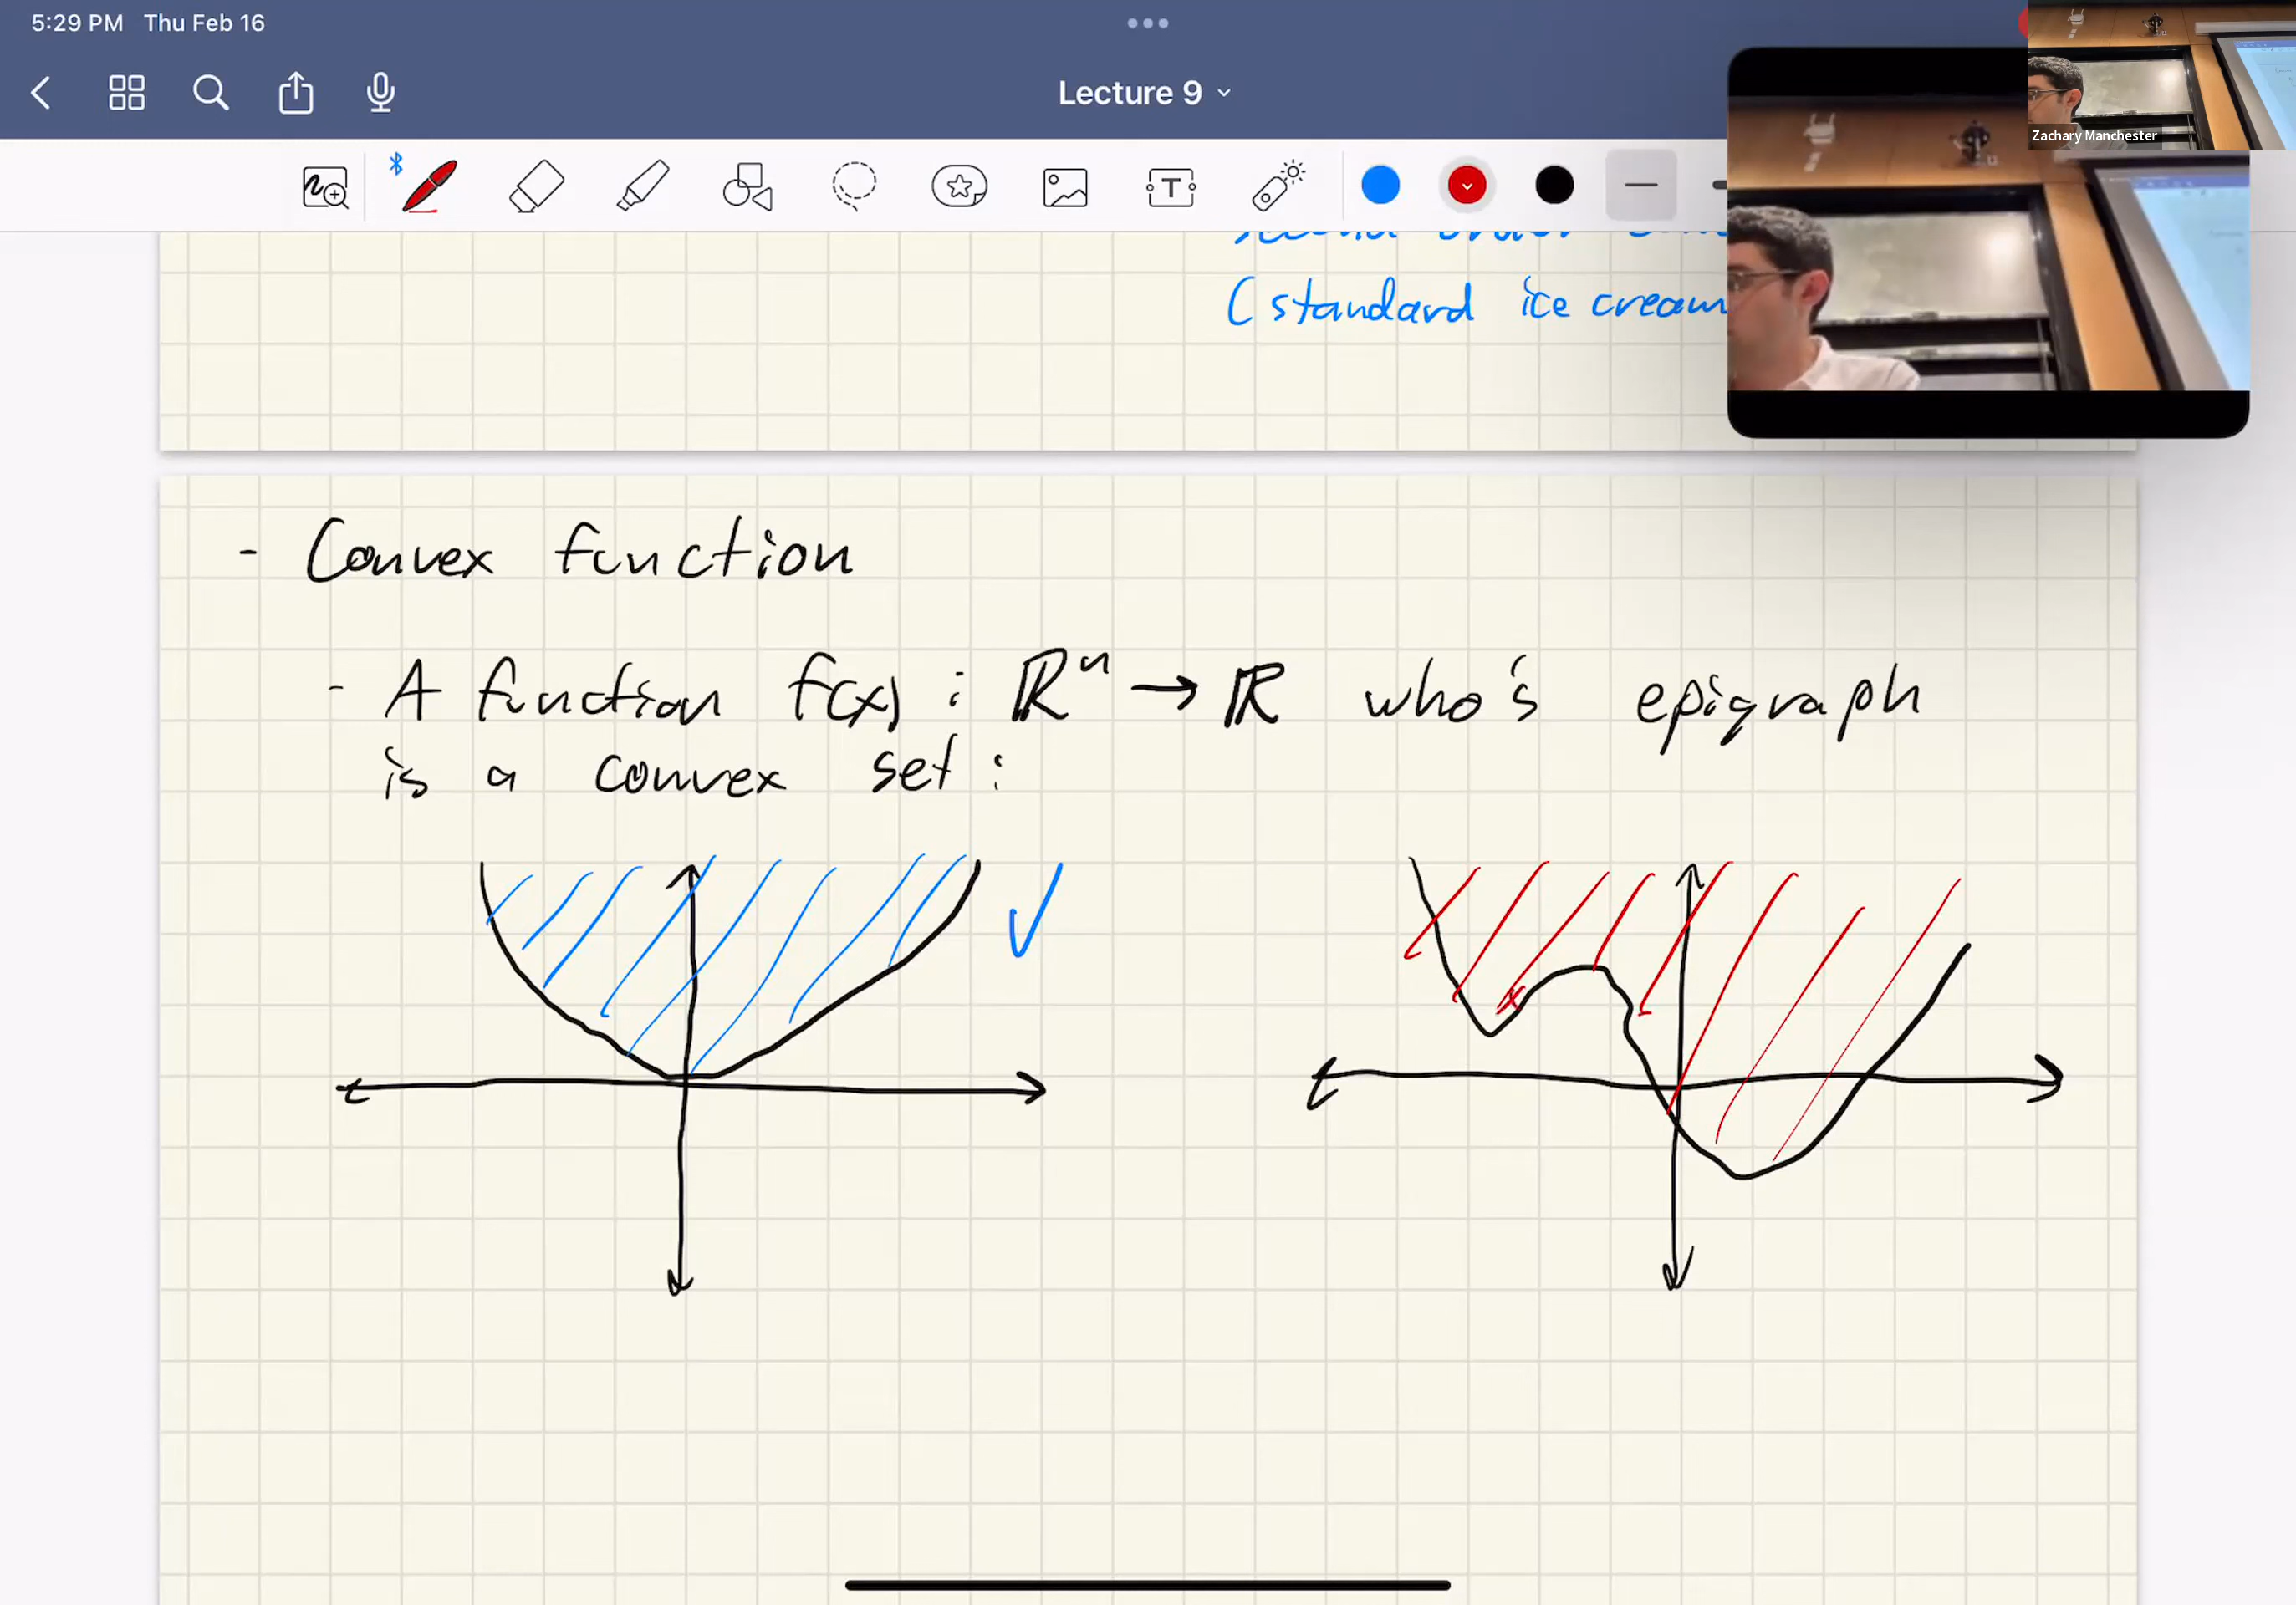 5:29 PM Thu Feb 16
Lecture 9
Zachary Manchester
T
(standard ice cream
- Convex function
- A function f(x) : ℝⁿ → ℝ who's epigraph
is a convex set :